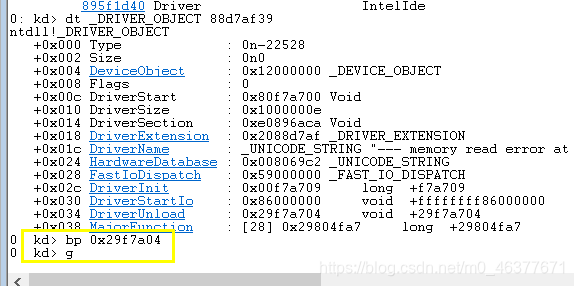 895f1d40 Driver IntelIde
0: kd> dt _DRIVER_OBJECT 88d7af39
ntdll!_DRIVER_OBJECT
+0x000 Type : 0n-22528
+0x002 Size : 0n0
+0x004 DeviceObject : 0x12000000 _DEVICE_OBJECT
+0x008 Flags : 0
+0x00c DriverStart : 0x80f7a700 Void
+0x010 DriverSize : 0x1000000e
+0x014 DriverSection : 0xe0896aca Void
+0x018 DriverExtension : 0x2088d7af _DRIVER_EXTENSION
+0x01c DriverName : _UNICODE_STRING "--- memory read error at
+0x024 HardwareDatabase : 0x008069c2 _UNICODE_STRING
+0x028 FastIoDispatch : 0x59000000 _FAST_IO_DISPATCH
+0x02c DriverInit : 0x00f7a709 long +f7a709
+0x030 DriverStartIo : 0x86000000 void +ffffffff86000000
+0x034 DriverUnload : 0x29f7a704 void +29f7a704
+0x038 MajorFunction : [28] 0x29804fa7 long +29804fa7
0 kd> bp 0x29f7a04
0 kd> g
https://blog.csdn.net/m0_46377671